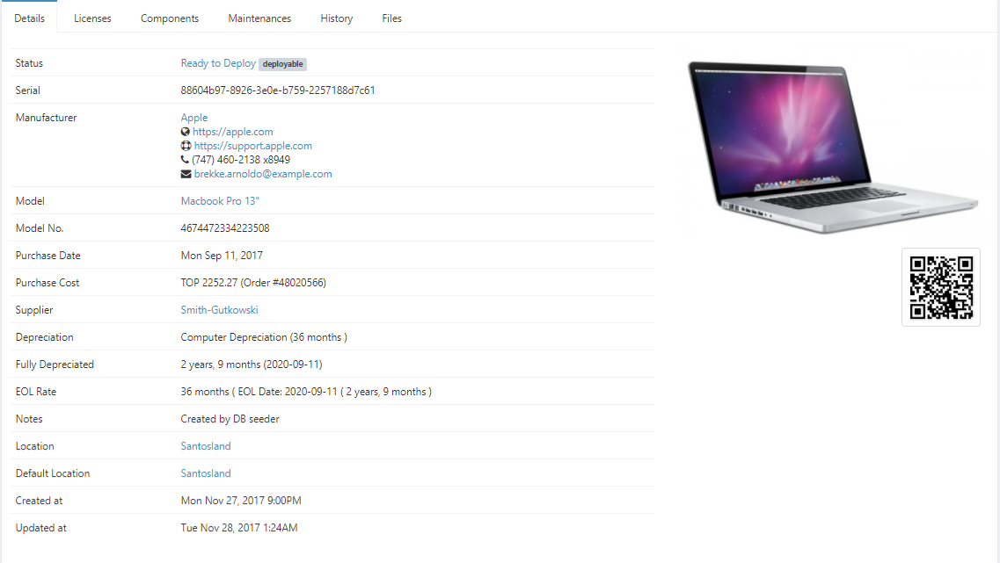 Details Licenses Components Maintenances History Files
Status Ready to Deploy deployable
Serial 88604b97-8926-3e0e-b759-2257188d7c61
Manufacturer Apple
https://apple.com
https://support.apple.com
(747) 460-2138 x8949
brekke.arnoldo@example.com
Model Macbook Pro 13"
Model No. 4674472334223508
Purchase Date Mon Sep 11, 2017
Purchase Cost TOP 2252.27 (Order #48020566)
Supplier Smith-Gutkowski
Depreciation Computer Depreciation (36 months )
Fully Depreciated 2 years, 9 months (2020-09-11)
EOL Rate 36 months ( EOL Date: 2020-09-11 ( 2 years, 9 months )
Notes Created by DB seeder
Location Santosland
Default Location Santosland
Created at Mon Nov 27, 2017 9:00PM
Updated at Tue Nov 28, 2017 1:24AM